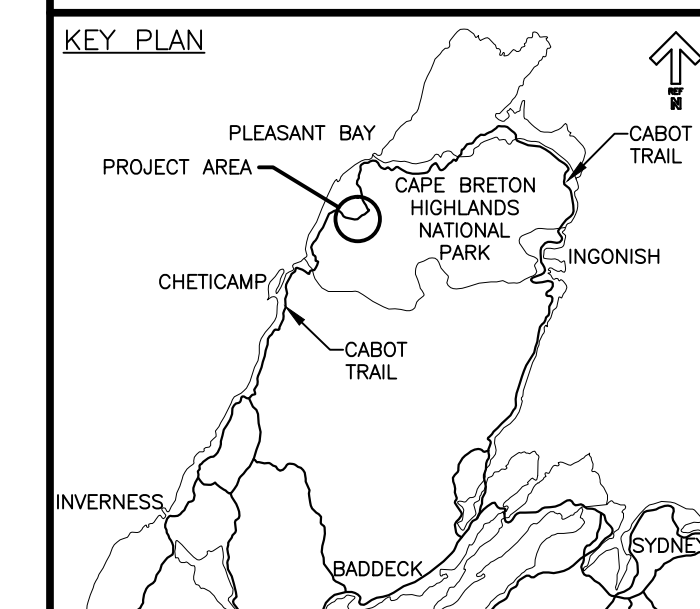 KEY PLAN
REF
N
PLEASANT BAY
CABOT
TRAIL
PROJECT AREA
CAPE BRETON
HIGHLANDS
NATIONAL
PARK
INGONISH
CHETICAMP
CABOT
TRAIL
INVERNESS
BADDECK
SYDNEY